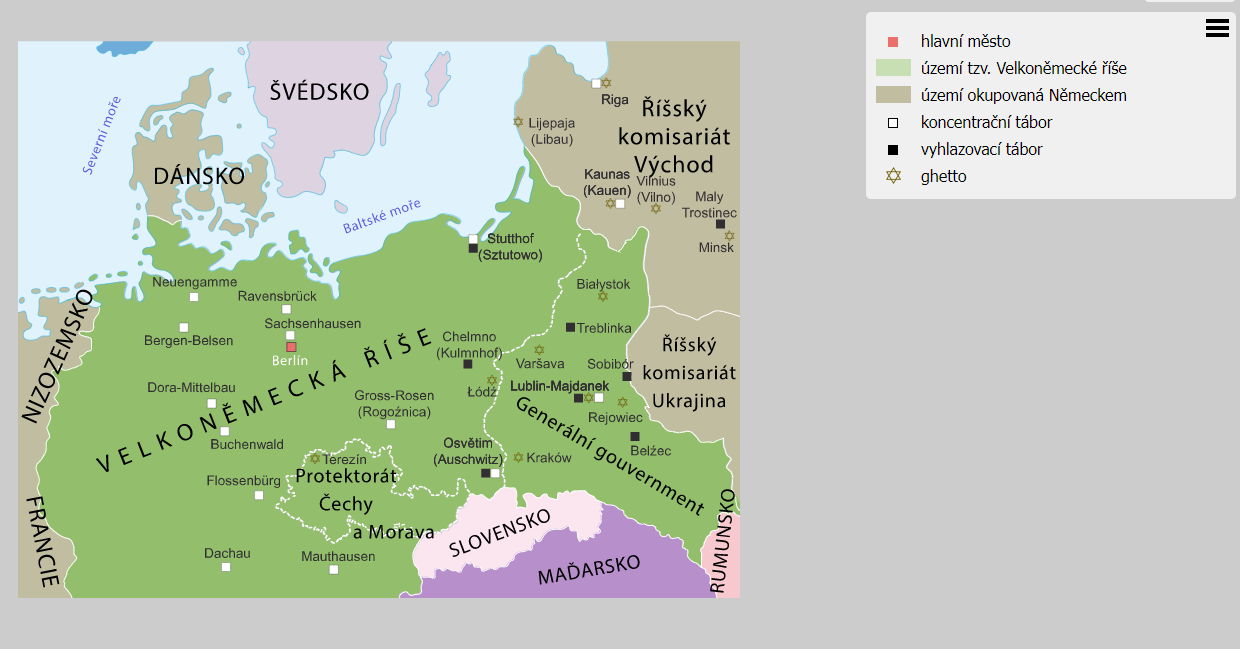 hlavní město
území tzv. Velkoněmecké říše
území okupovaná Německem
koncentrační tábor
vyhlazovací tábor
ghetto
ŠVÉDSKO
Severní moře
Riga
Říšský
komisariát
Východ
Lijepaja
(Libau)
DÁNSKO
Kaunas
(Kauen)
Vilnius
(Vilno)
Maly
Trostinec
Minsk
Baltské moře
Stutthof
(Sztutowo)
Neuengamme
Ravensbrück
Białystok
NIZOZEMSKO
Sachsenhausen
Bergen-Belsen
Berlín
Chelmno
(Kulmnhof)
Treblinka
Varšava
Sobibór
Říšský
komisariát
Ukrajina
VELKONĚMECKÁ ŘÍŠE
Dora-Mittelbau
Gross-Rosen
(Rogoźnica)
Łódź
Lublin-Majdanek
Rejowiec
Generální gouvernment
Buchenwald
Osvětim
(Auschwitz)
Kraków
Belźec
Terezín
Flossenbürg
Protektorát
Čechy
a Morava
FRANCIE
SLOVENSKO
RUMUNSKO
Dachau
Mauthausen
MAĎARSKO